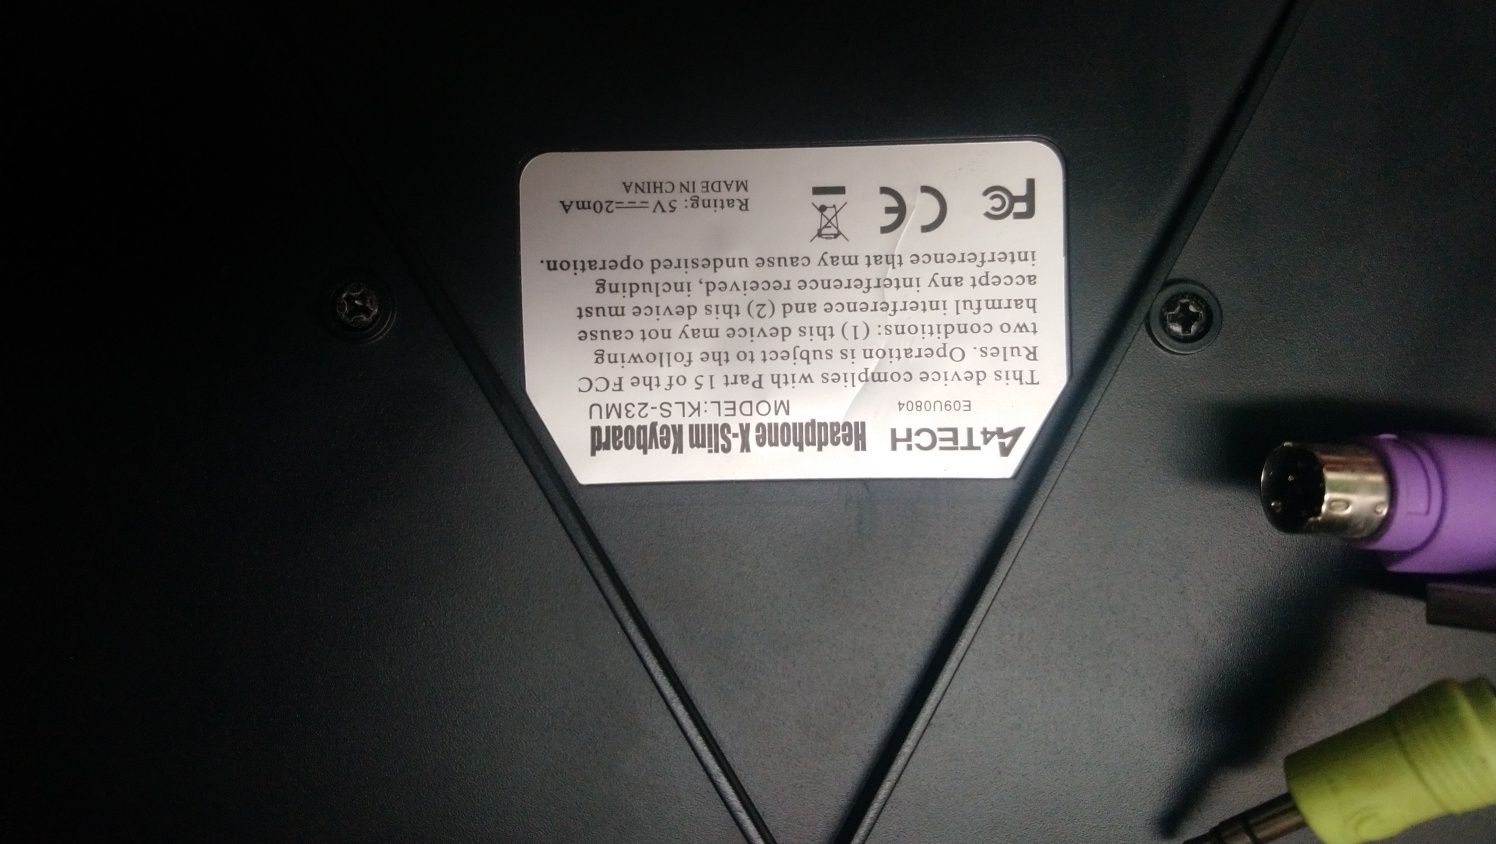 A4TECH Headphone X-Slim Keyboard
E09U0804 MODEL:KLS-23MU
This device complies with Part 15 of the FCC
Rules. Operation is subject to the following
two conditions: (1) this device may not cause
harmful interference and (2) this device must
accept any interference received, including
interference that may cause undesired operation.
FC CE Rating: 5V⎓20mA
MADE IN CHINA